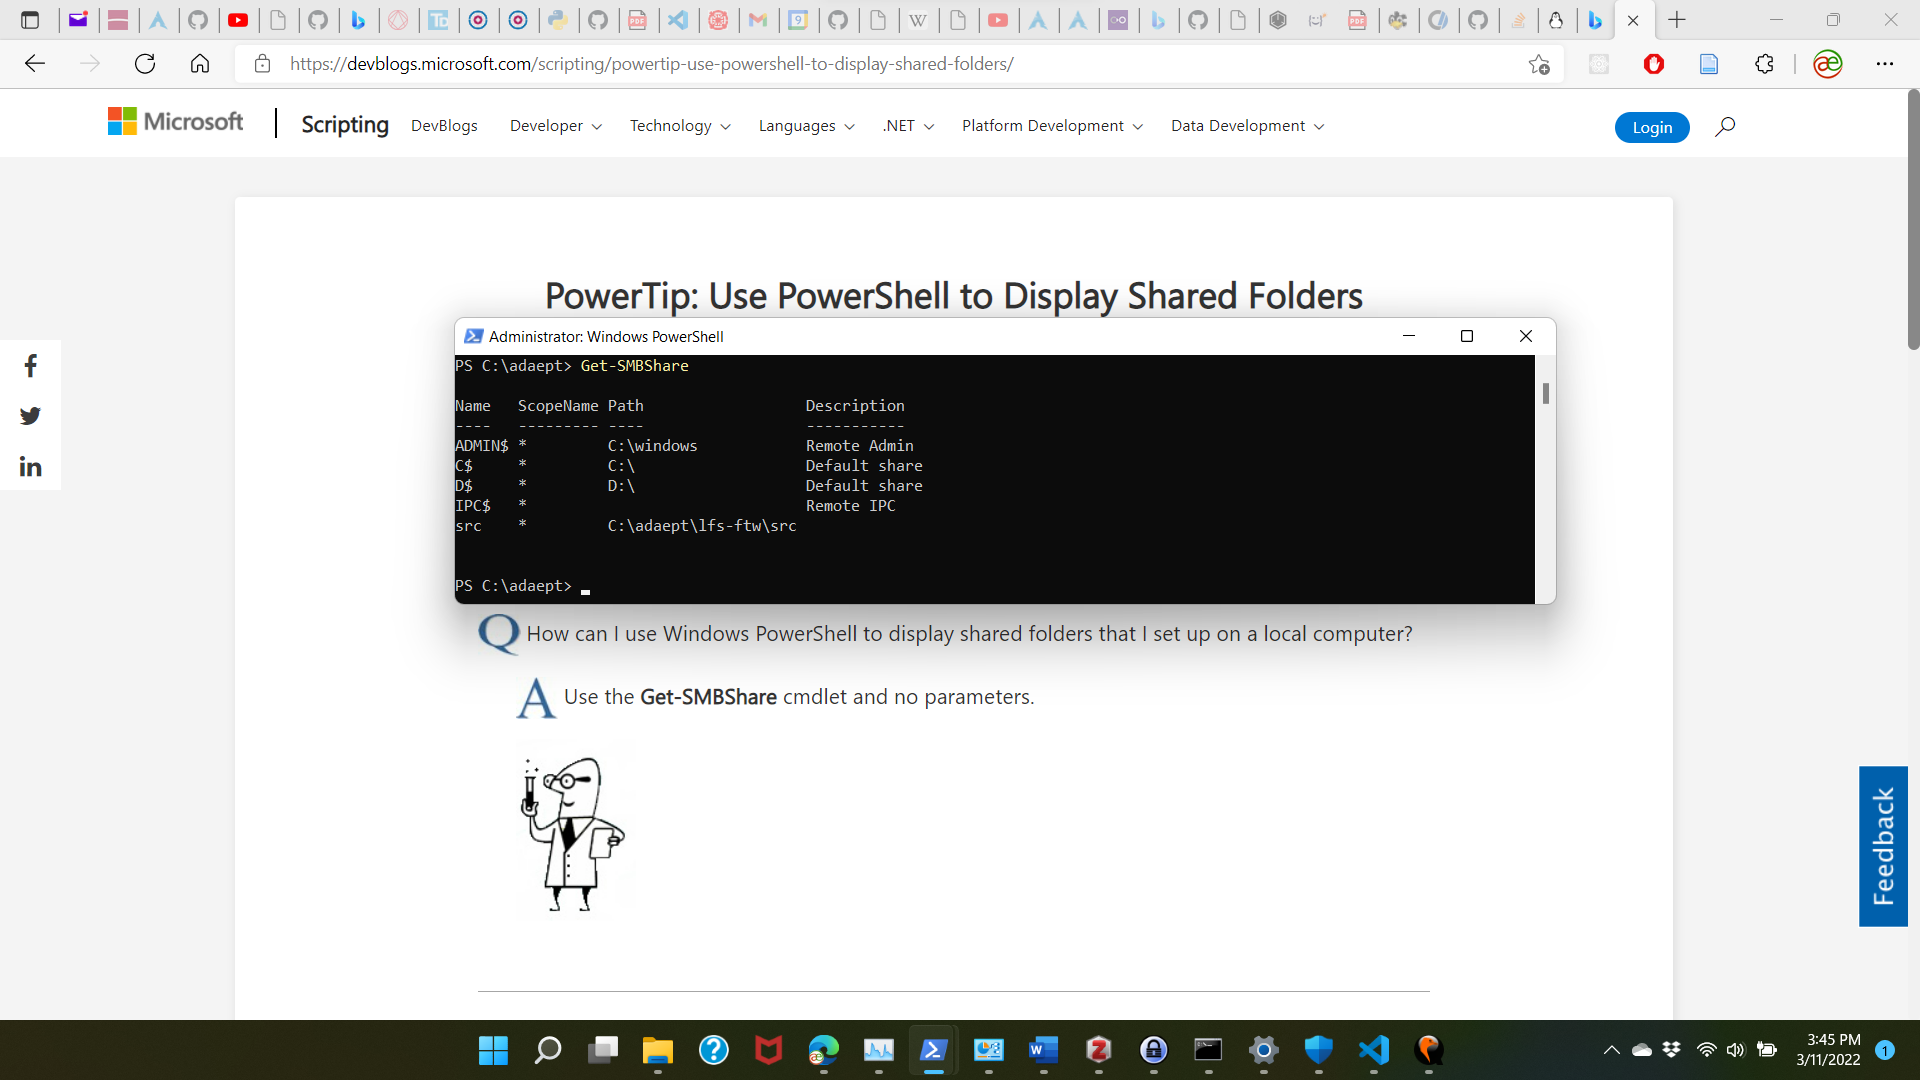 https://devblogs.microsoft.com/scripting/powertip-use-powershell-to-display-shared-folders/
Microsoft
Scripting
DevBlogs
Developer
Technology
Languages
.NET
Platform Development
Data Development
Login
PowerTip: Use PowerShell to Display Shared Folders
Administrator: Windows PowerShell
PS C:\adaept> Get-SMBShare
Name   ScopeName Path                  Description
----   --------- ----                  -----------
ADMIN$ *         C:\windows            Remote Admin
C$     *         C:\                   Default share
D$     *         D:\                   Default share
IPC$   *                               Remote IPC
src    *         C:\adaept\lfs-ftw\src
PS C:\adaept>
Q How can I use Windows PowerShell to display shared folders that I set up on a local computer?
A Use the Get-SMBShare cmdlet and no parameters.
Feedback
3:45 PM
3/11/2022
1